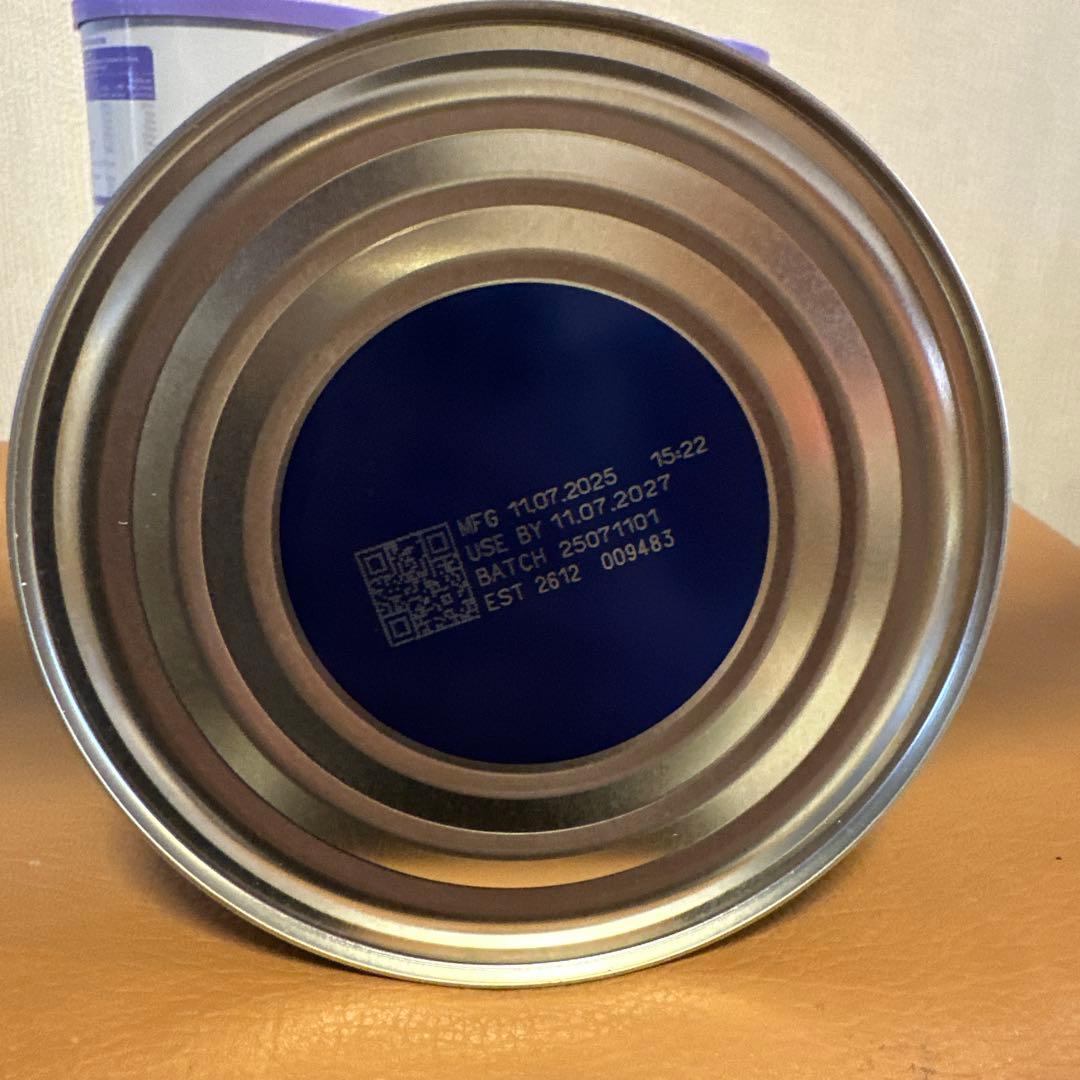 MFG 11.07.2025 15:22
USE BY 11.07.2027
BATCH 25071101
EST 2612 009483